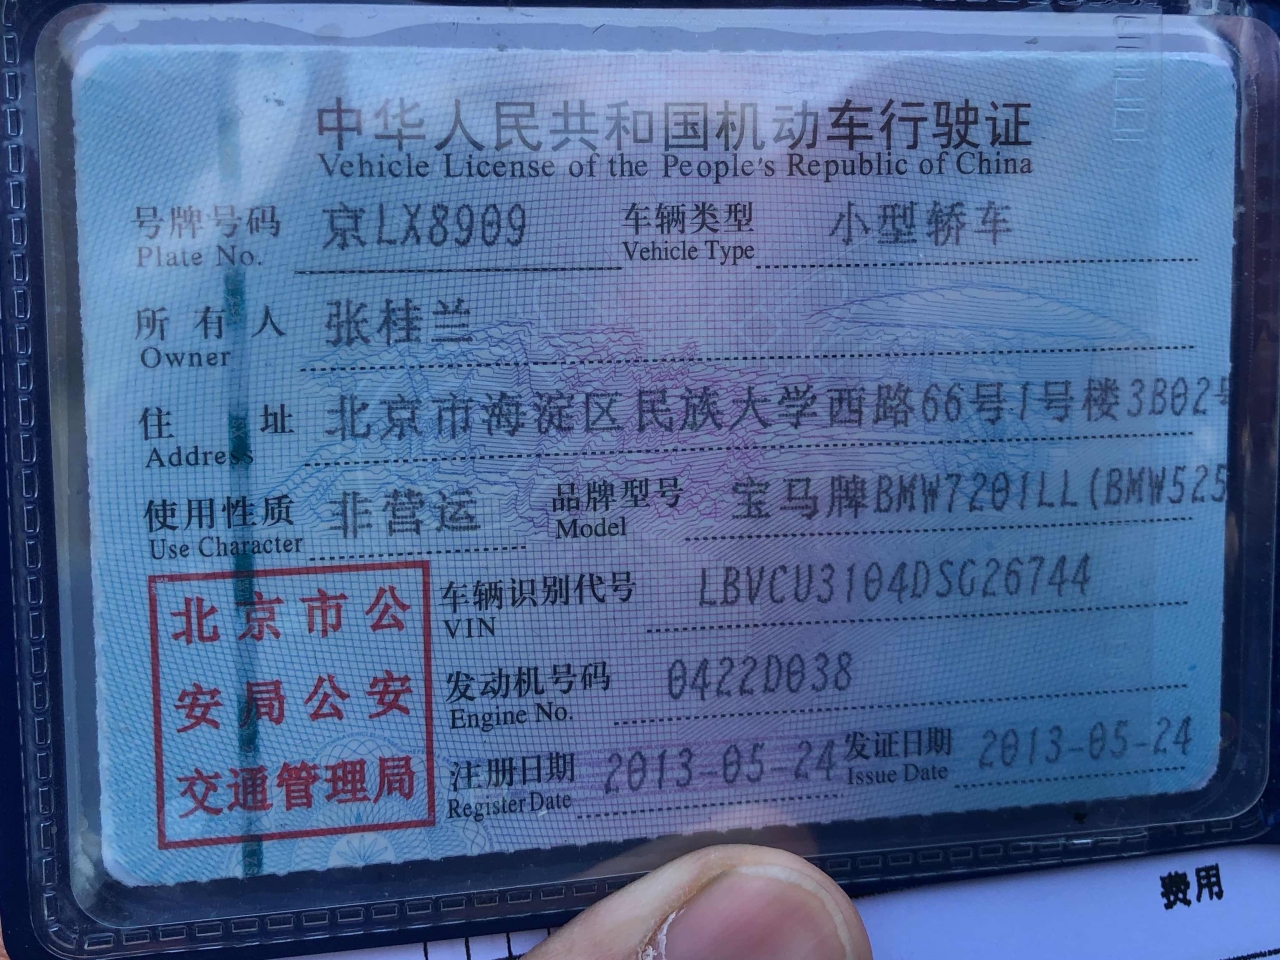 中华人民共和国机动车行驶证
Vehicle License of the People's Republic of China
号牌号码 京LX8909 车辆类型 小型轿车
Plate No. Vehicle Type
所有人 张桂兰
Owner
住址 北京市海淀区民族大学西路66号1号楼3B02号
Address
使用性质 非营运 品牌型号 宝马牌BMW7201LL(BMW525
Use Character Model
北京市公
安局公安
交通管理局
车辆识别代号 LBVCU3104DSG26744
VIN
发动机号码 0422D038
Engine No.
注册日期 2013-05-24 发证日期 2013-05-24
Register Date Issue Date
费用